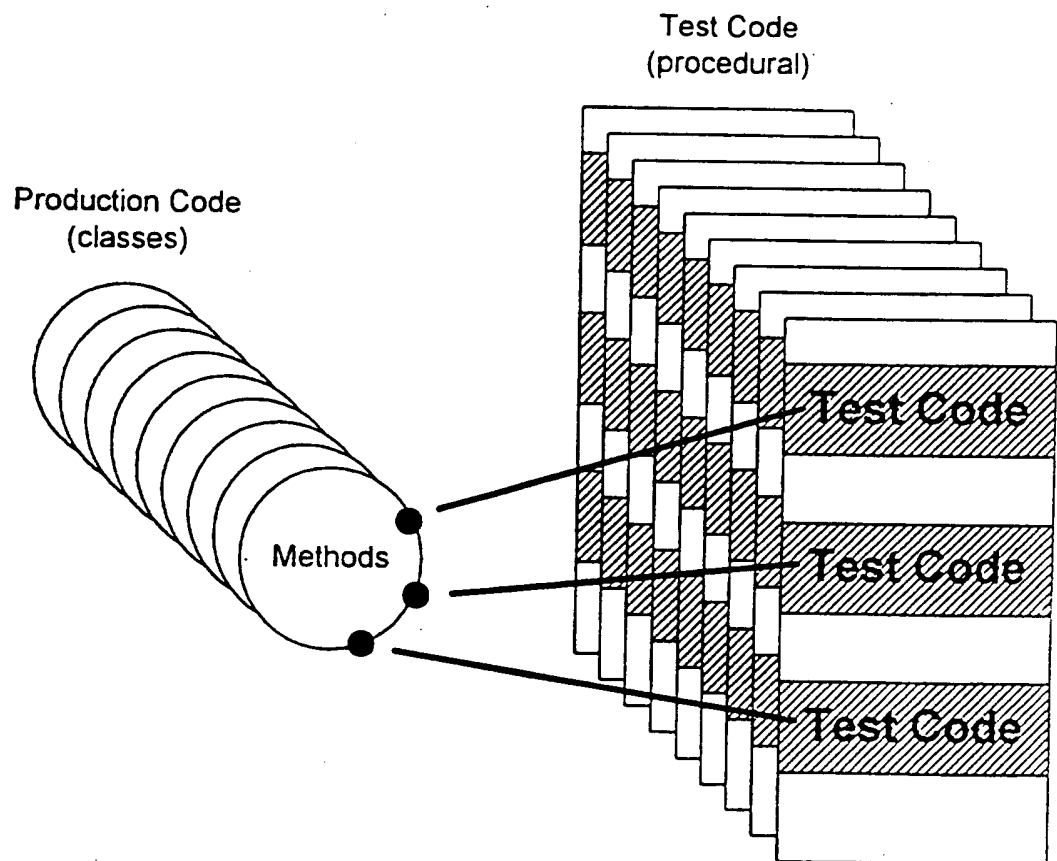 Test Code
(procedural)
Production Code
(classes)
Methods
Test Code
Test Code
Test Code